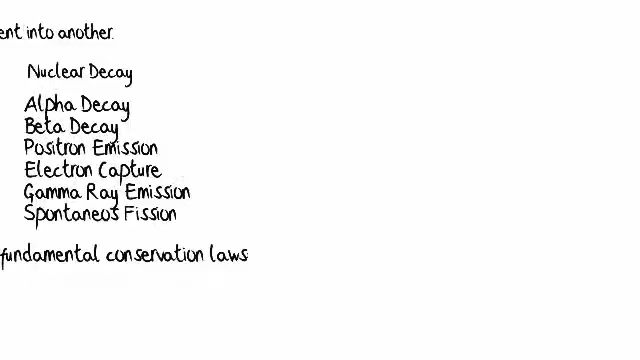 ent into another.
Nuclear Decay
Alpha Decay
Beta Decay
Positron Emission
Electron Capture
Gamma Ray Emission
Spontaneos Fission
fundamental conservation laws